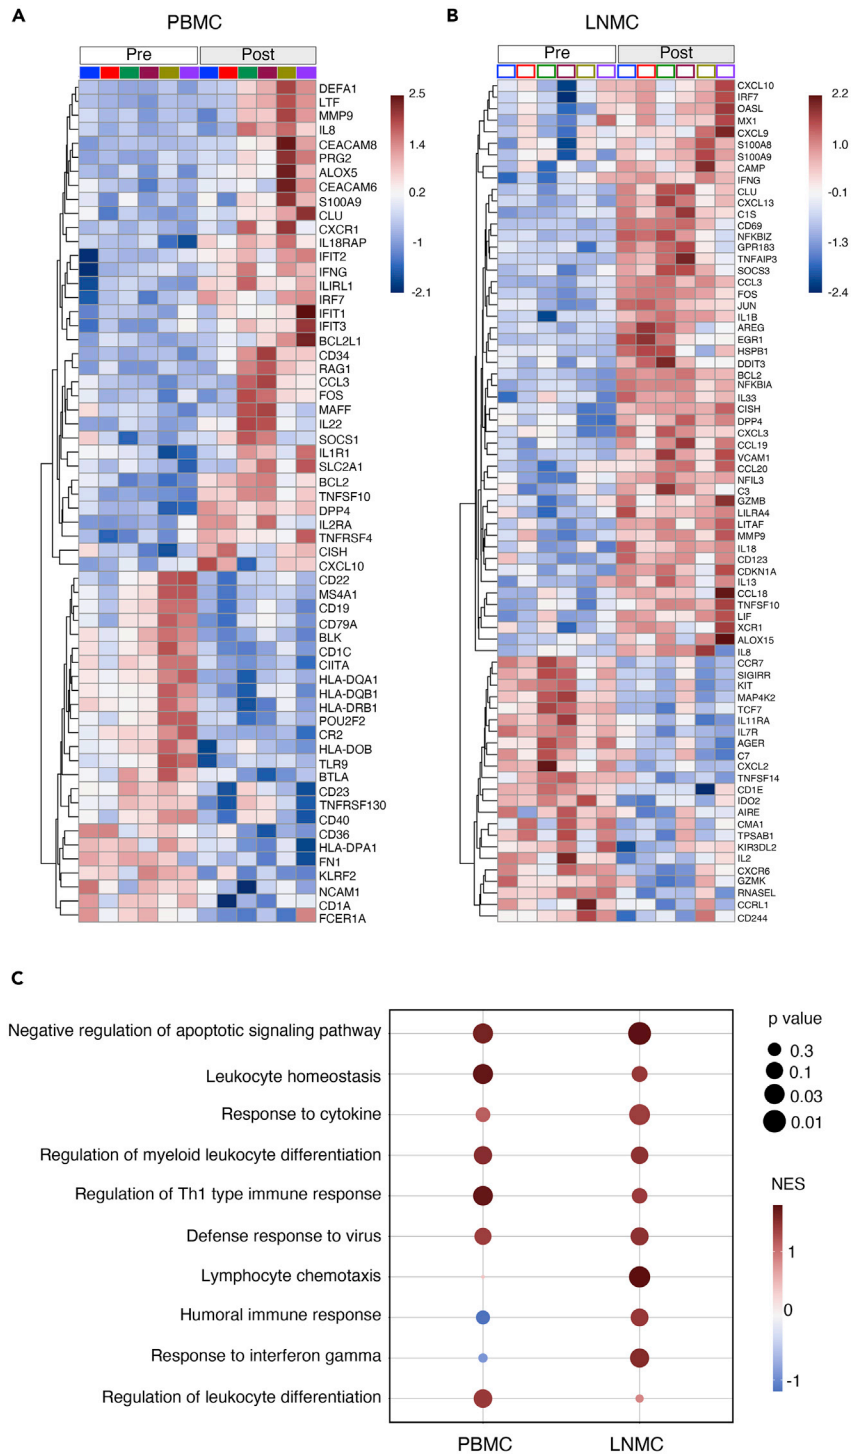 A
PBMC
Pre
Post
DEFA1
LTF
MMP9
IL8
CEACAM8
PRG2
ALOX5
CEACAM6
S100A9
CLU
CXCR1
IL18RAP
IFIT2
IFNG
ILIRL1
IRF7
IFIT1
IFIT3
BCL2L1
CD34
RAG1
CCL3
FOS
MAFF
IL22
SOCS1
IL1R1
SLC2A1
BCL2
TNFSF10
DPP4
IL2RA
TNFRSF4
CISH
CXCL10
CD22
MS4A1
CD19
CD79A
BLK
CD1C
CIITA
HLA-DQA1
HLA-DQB1
HLA-DRB1
POU2F2
CR2
HLA-DOB
TLR9
BTLA
CD23
TNFRSF130
CD40
CD36
HLA-DPA1
FN1
KLRF2
NCAM1
CD1A
FCER1A
2.5
1.4
0.2
-1
-2.1
B
LNMC
Pre
Post
CXCL10
IRF7
OASL
MX1
CXCL9
S100A8
S100A9
CAMP
IFNG
CLU
CXCL13
C1S
CD69
NFKBIZ
GPR183
TNFAIP3
SOCS3
CCL3
FOS
JUN
IL1B
AREG
EGR1
HSPB1
DDIT3
BCL2
NFKBIA
IL33
CISH
DPP4
CXCL3
CCL19
VCAM1
CCL20
NFIL3
C3
GZMB
LILRA4
LITAF
MMP9
IL18
CD123
CDKN1A
IL13
CCL18
TNFSF10
LIF
XCR1
ALOX15
IL8
CCR7
SIGIRR
KIT
MAP4K2
TCF7
IL11RA
IL7R
AGER
C7
CXCL2
TNFSF14
CD1E
IDO2
AIRE
CMA1
TPSAB1
KIR3DL2
IL2
CXCR6
GZMK
RNASEL
CCRL1
CD244
2.2
1.0
-0.1
-1.3
-2.4
C
Negative regulation of apoptotic signaling pathway
Leukocyte homeostasis
Response to cytokine
Regulation of myeloid leukocyte differentiation
Regulation of Th1 type immune response
Defense response to virus
Lymphocyte chemotaxis
Humoral immune response
Response to interferon gamma
Regulation of leukocyte differentiation
PBMC
LNMC
p value
0.3
0.1
0.03
0.01
NES
1
0
-1